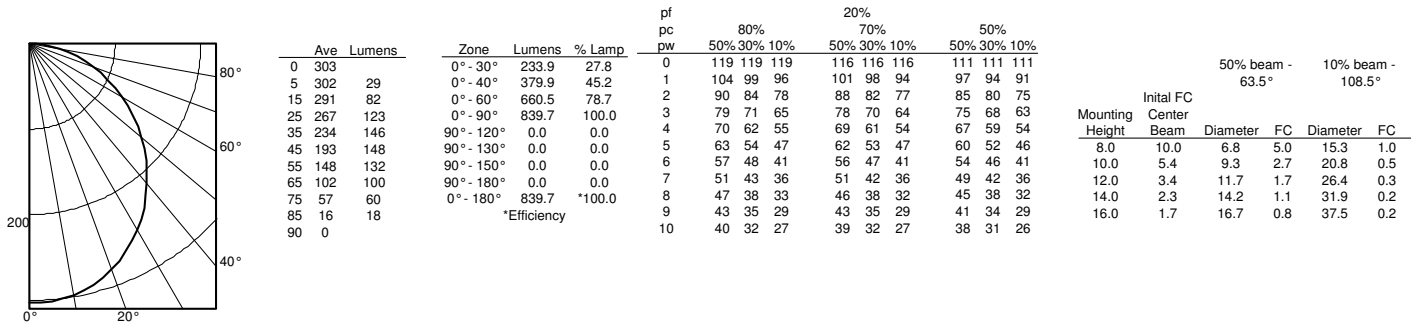 80°
60°
200
40°
0° 20°
Ave Lumens
0 303
5 302 29
15 291 82
25 267 123
35 234 146
45 193 148
55 148 132
65 102 100
75 57 60
85 16 18
90 0
Zone Lumens % Lamp
0° - 30° 233.9 27.8
0° - 40° 379.9 45.2
0° - 60° 660.5 78.7
0° - 90° 839.7 100.0
90° - 120° 0.0 0.0
90° - 130° 0.0 0.0
90° - 150° 0.0 0.0
90° - 180° 0.0 0.0
0° - 180° 839.7 *100.0
*Efficiency
pf 20%
pc 80% 70% 50%
pw 50% 30% 10% 50% 30% 10% 50% 30% 10%
0 119 119 119 116 116 116 111 111 111
1 104 99 96 101 98 94 97 94 91
2 90 84 78 88 82 77 85 80 75
3 79 71 65 78 70 64 75 68 63
4 70 62 55 69 61 54 67 59 54
5 63 54 47 62 53 47 60 52 46
6 57 48 41 56 47 41 54 46 41
7 51 43 36 51 42 36 49 42 36
8 47 38 33 46 38 32 45 38 32
9 43 35 29 43 35 29 41 34 29
10 40 32 27 39 32 27 38 31 26
50% beam - 10% beam -
63.5° 108.5°
Inital FC
Mounting Center
Height Beam Diameter FC Diameter FC
8.0 10.0 6.8 5.0 15.3 1.0
10.0 5.4 9.3 2.7 20.8 0.5
12.0 3.4 11.7 1.7 26.4 0.3
14.0 2.3 14.2 1.1 31.9 0.2
16.0 1.7 16.7 0.8 37.5 0.2